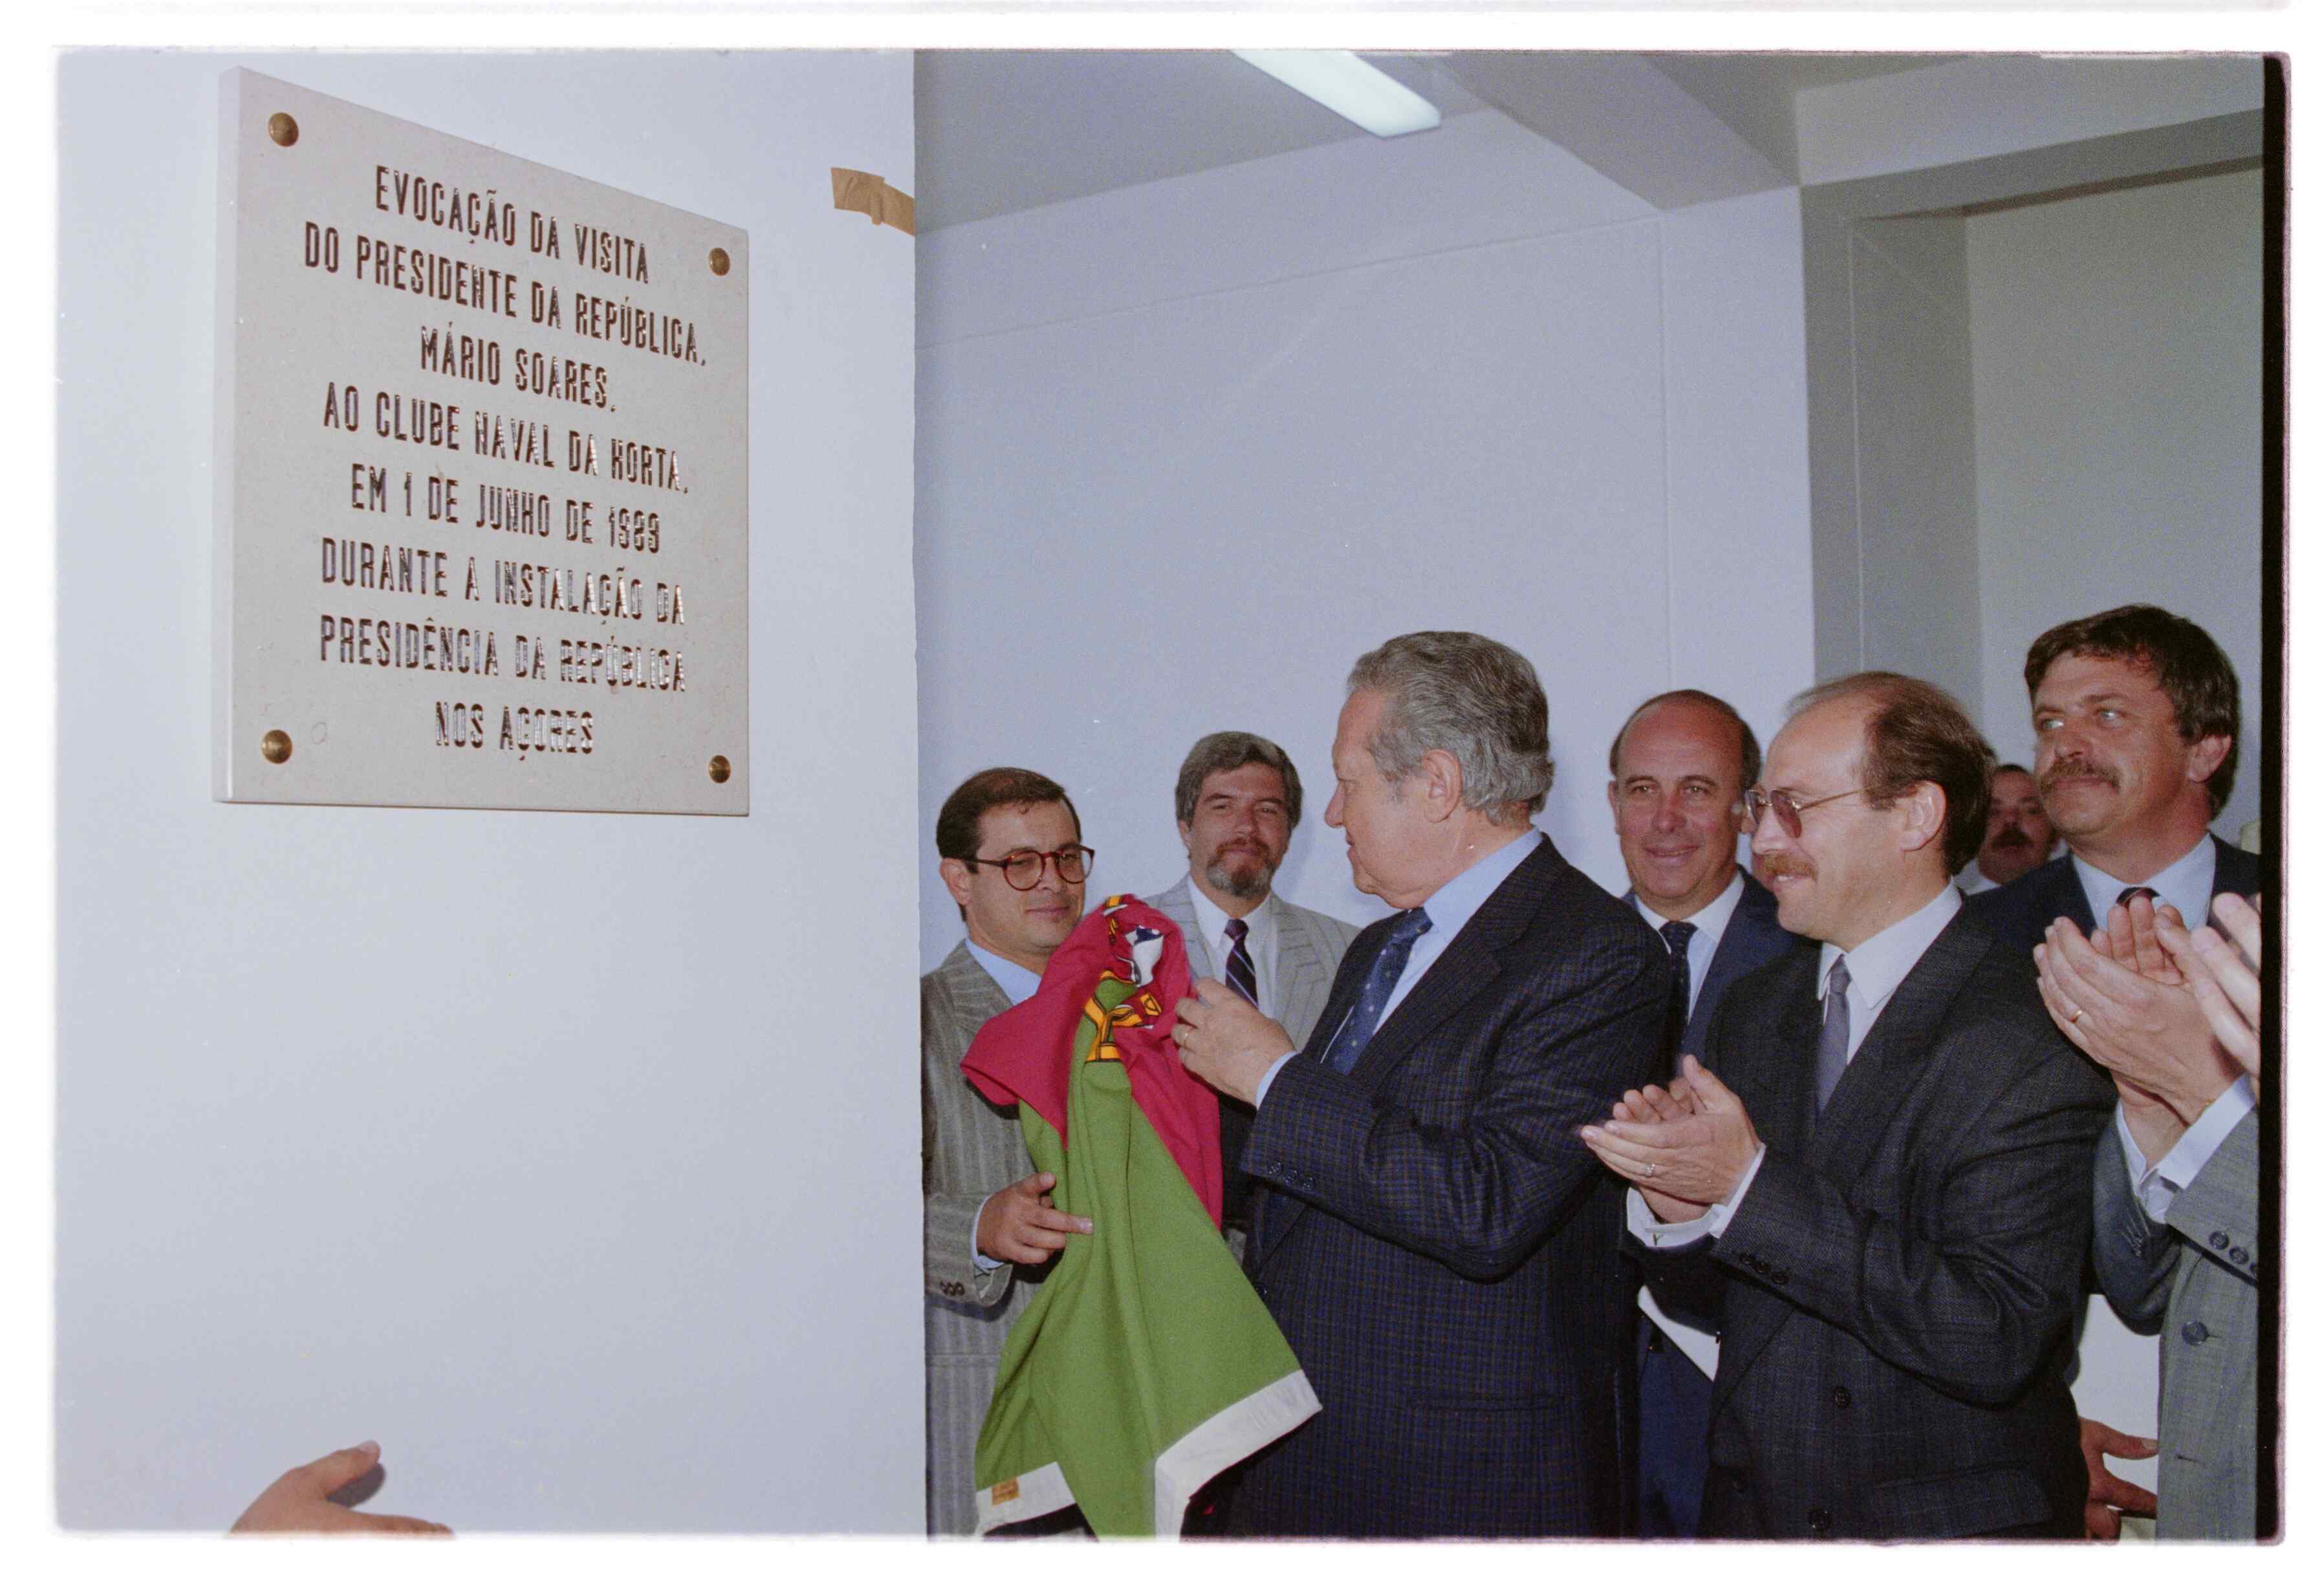 EVOCAÇÃO DA VISITA
DO PRESIDENTE DA REPÚBLICA,
MÁRIO SOARES,
AO CLUBE NAVAL DA HORTA,
EM 1 DE JUNHO DE 1989
DURANTE A INSTALAÇÃO DA
PRESIDÊNCIA DA REPÚBLICA
NOS AÇORES